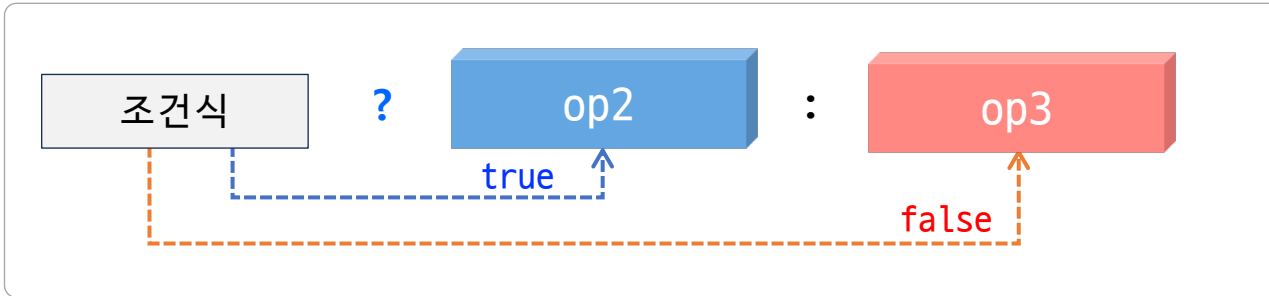 조건식 ? op2 : op3
true
false